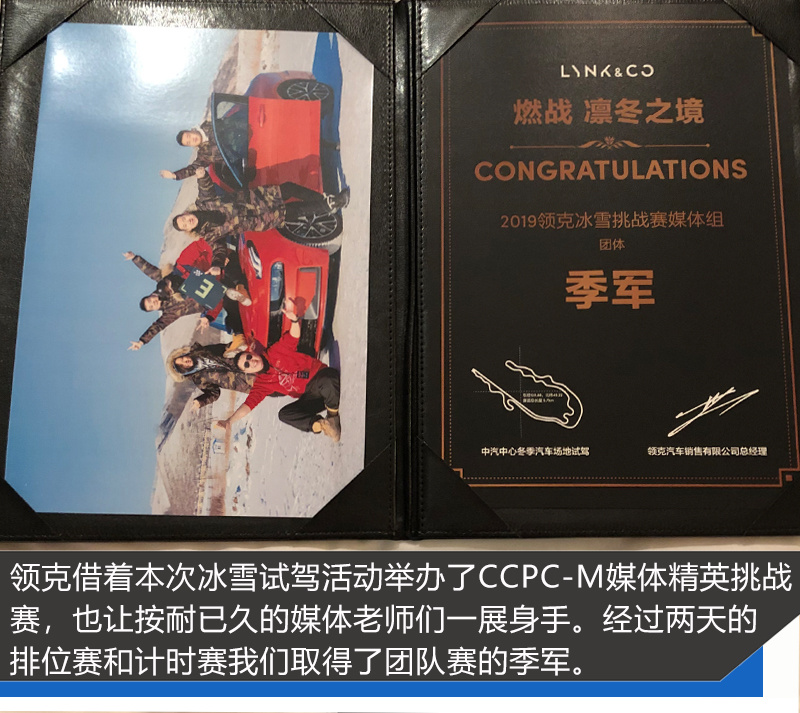 LYNK&CO
燃战 凛冬之境
CONGRATULATIONS
2019领克冰雪挑战赛媒体组
团体
季军
中汽中心冬季汽车场地试驾
领克汽车销售有限公司总经理
3
领克借着本次冰雪试驾活动举办了CCPC-M媒体精英挑战
赛，也让按耐已久的媒体老师们一展身手。经过两天的
排位赛和计时赛我们取得了团队赛的季军。